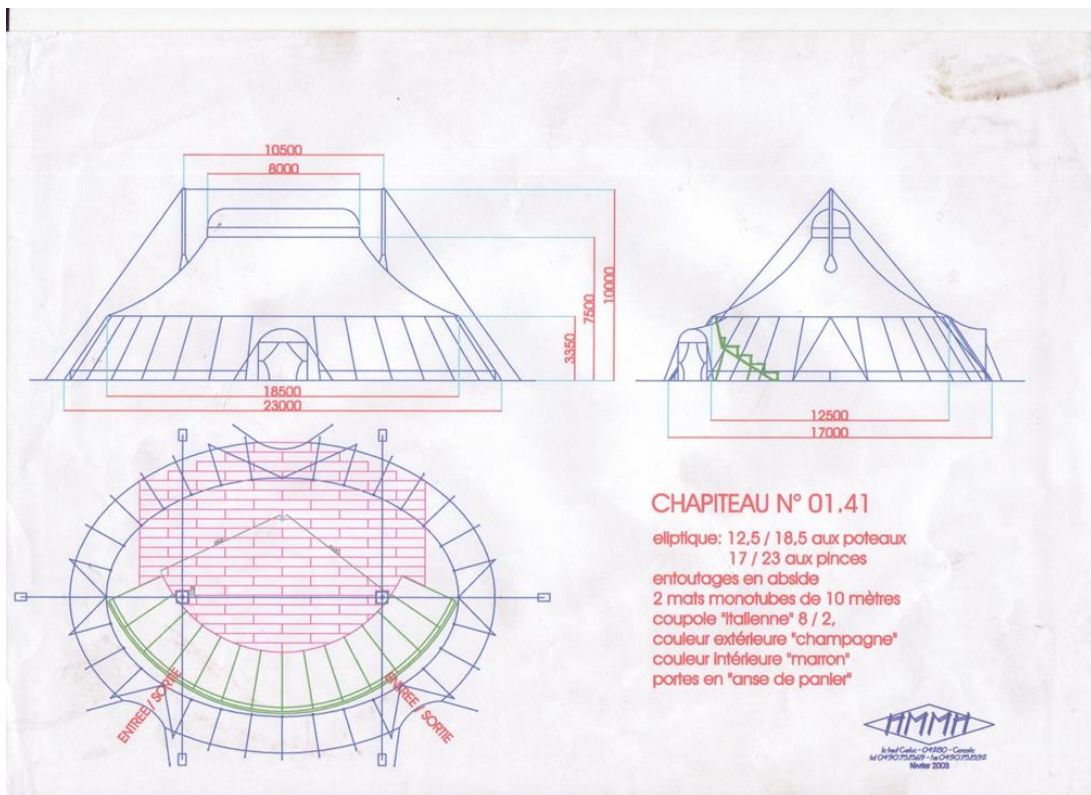 10500
8000
3350
7500
10000
18500
23000
12500
17000
CHAPITEAU N° 01.41
elliptique: 12,5 / 18,5 aux poteaux
17 / 23 aux pinces
entoutages en abside
2 mats monotubes de 10 mètres
coupole "italienne" 8 / 2,
couleur extérieure "champagne"
couleur intérieure "marron"
portes en "anse de panier"
ENTREE / SORTIE
ENTREE / SORTIE
HMMH
février 2003